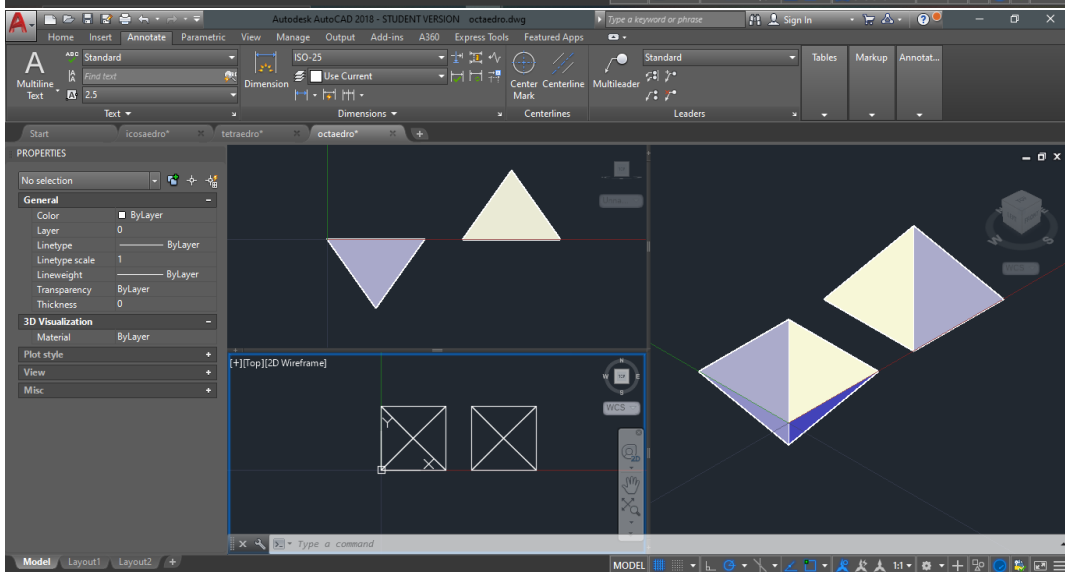 Autodesk AutoCAD 2018 - STUDENT VERSION octaedro.dwg
Type a keyword or phrase
Sign In
Home Insert Annotate Parametric View Manage Output Add-ins A360 Express Tools Featured Apps
A Multiline Text
ABC Standard
Find text
2.5
Text
Dimension
ISO-25
Use Current
Dimensions
Center Mark
Centerline
Centerlines
Multileader
Standard
Leaders
Tables
Markup
Annotat...
Start icosaedro* tetraedro* octaedro*
PROPERTIES
No selection
General
Color ByLayer
Layer 0
Linetype ByLayer
Linetype scale 1
Lineweight ByLayer
Transparency ByLayer
Thickness 0
3D Visualization
Material ByLayer
Plot style
View
Misc
[+][Top][2D Wireframe]
N
W TOP E
S
WCS
2D
Y
X
S
WCS
Type a command
Model Layout1 Layout2
MODEL
1:1